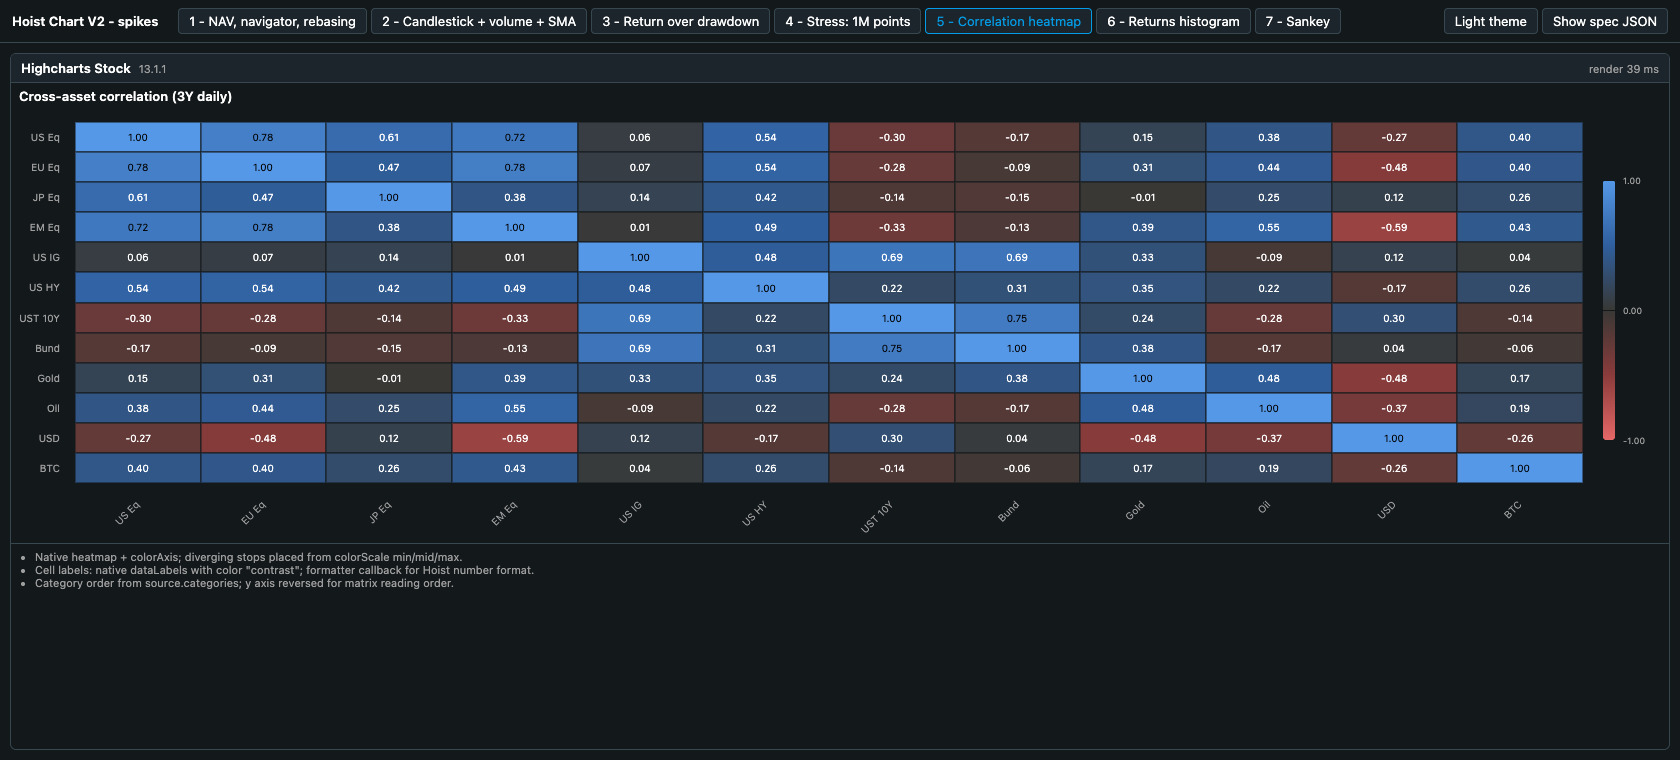 Hoist Chart V2 - spikes 1 - NAV, navigator, rebasing 2 - Candlestick + volume + SMA 3 - Return over drawdown 4 - Stress: 1M points 5 - Correlation heatmap 6 - Returns histogram 7 - Sankey Light theme Show spec JSON
Highcharts Stock 13.1.1 render 39 ms
Cross-asset correlation (3Y daily)
US Eq 1.00 0.78 0.61 0.72 0.06 0.54 -0.30 -0.17 0.15 0.38 -0.27 0.40
EU Eq 0.78 1.00 0.47 0.78 0.07 0.54 -0.28 -0.09 0.31 0.44 -0.48 0.40
JP Eq 0.61 0.47 1.00 0.38 0.14 0.42 -0.14 -0.15 -0.01 0.25 0.12 0.26
EM Eq 0.72 0.78 0.38 1.00 0.01 0.49 -0.33 -0.13 0.39 0.55 -0.59 0.43
US IG 0.06 0.07 0.14 0.01 1.00 0.48 0.69 0.69 0.33 -0.09 0.12 0.04
US HY 0.54 0.54 0.42 0.49 0.48 1.00 0.22 0.31 0.35 0.22 -0.17 0.26
UST 10Y -0.30 -0.28 -0.14 -0.33 0.69 0.22 1.00 0.75 0.24 -0.28 0.30 -0.14
Bund -0.17 -0.09 -0.15 -0.13 0.69 0.31 0.75 1.00 0.38 -0.17 0.04 -0.06
Gold 0.15 0.31 -0.01 0.39 0.33 0.35 0.24 0.38 1.00 0.48 -0.48 0.17
Oil 0.38 0.44 0.25 0.55 -0.09 0.22 -0.28 -0.17 0.48 1.00 -0.37 0.19
USD -0.27 -0.48 0.12 -0.59 0.12 -0.17 0.30 0.04 -0.48 -0.37 1.00 -0.26
BTC 0.40 0.40 0.26 0.43 0.04 0.26 -0.14 -0.06 0.17 0.19 -0.26 1.00
US Eq EU Eq JP Eq EM Eq US IG US HY UST 10Y Bund Gold Oil USD BTC
1.00
0.00
-1.00
• Native heatmap + colorAxis; diverging stops placed from colorScale min/mid/max.
• Cell labels: native dataLabels with color "contrast"; formatter callback for Hoist number format.
• Category order from source.categories; y axis reversed for matrix reading order.